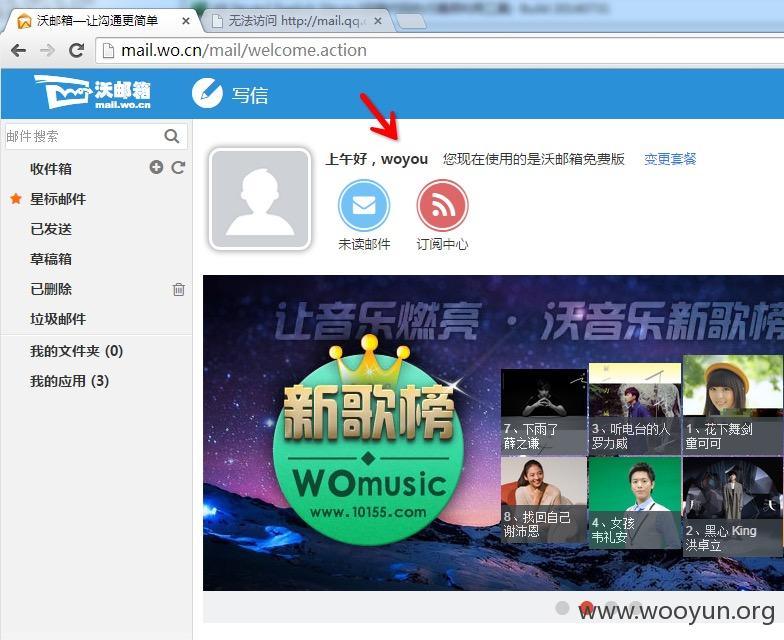 沃邮箱—让沟通更简单
无法访问 http://mail.qq.c
mail.wo.cn/mail/welcome.action
沃邮箱
mail.wo.cn
写信
邮件搜索
收件箱
星标邮件
已发送
草稿箱
已删除
垃圾邮件
我的文件夹 (0)
我的应用 (3)
上午好，woyou 您现在使用的是沃邮箱免费版 变更套餐
未读邮件 订阅中心
让音乐燃亮 · 沃音乐新歌榜
新歌榜
WOmusic
www.10155.com
7、下雨了
薛之谦
3、听电台的人
罗力威
1、花下舞剑
童可可
8、找回自己
谢沛恩
4、女孩
韦礼安
2、黑心 King
洪卓立
www.wooyun.org